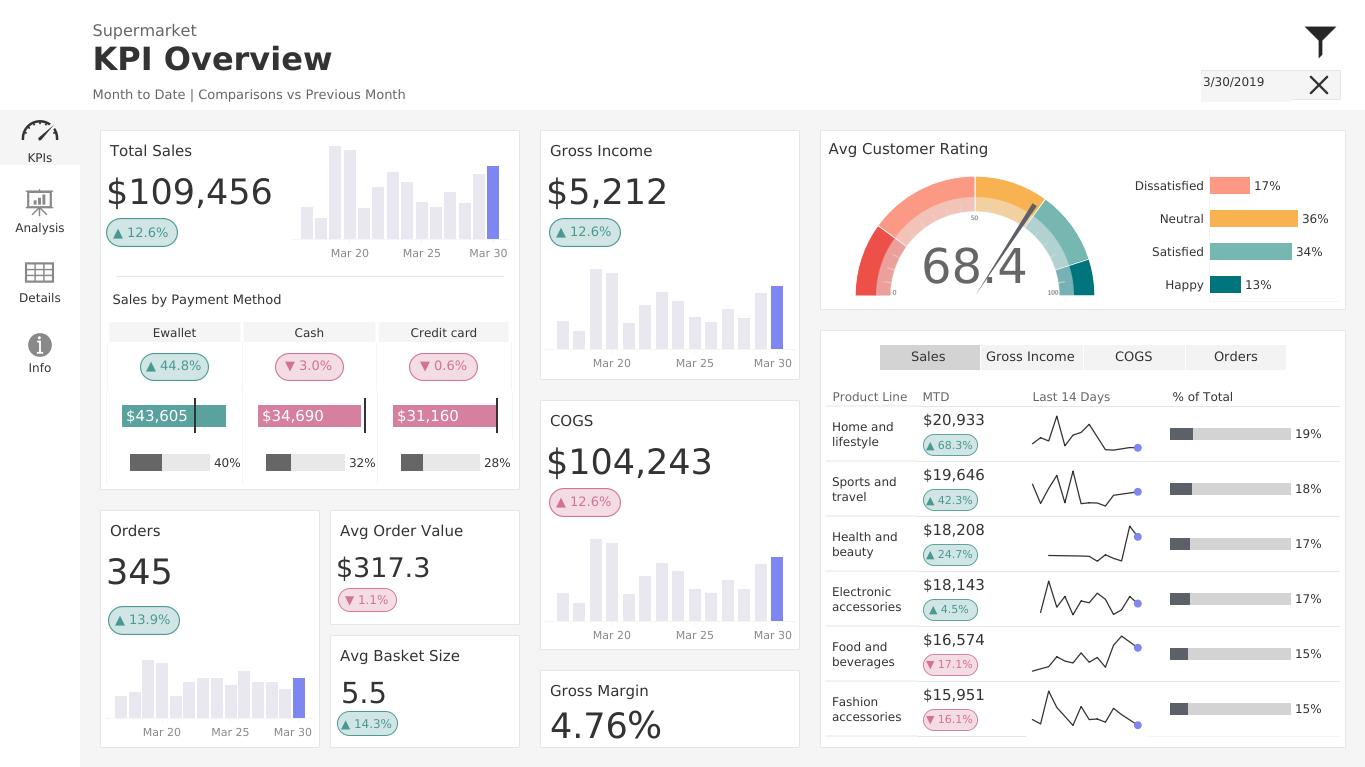 Supermarket
KPI Overview
Month to Date | Comparisons vs Previous Month
3/30/2019
KPIs
Analysis
Details
Info
Total Sales
$109,456
▲ 12.6%
Mar 20 Mar 25 Mar 30
Sales by Payment Method
Ewallet Cash Credit card
▲ 44.8% ▼ 3.0% ▼ 0.6%
$43,605 $34,690 $31,160
40% 32% 28%
Orders
345
▲ 13.9%
Mar 20 Mar 25 Mar 30
Avg Order Value
$317.3
▼ 1.1%
Avg Basket Size
5.5
▲ 14.3%
Gross Income
$5,212
▲ 12.6%
Mar 20 Mar 25 Mar 30
COGS
$104,243
▲ 12.6%
Mar 20 Mar 25 Mar 30
Gross Margin
4.76%
Avg Customer Rating
0 50 100
68.4
Dissatisfied 17%
Neutral 36%
Satisfied 34%
Happy 13%
Sales Gross Income COGS Orders
Product Line MTD Last 14 Days % of Total
Home and lifestyle $20,933 ▲ 68.3% 19%
Sports and travel $19,646 ▲ 42.3% 18%
Health and beauty $18,208 ▲ 24.7% 17%
Electronic accessories $18,143 ▲ 4.5% 17%
Food and beverages $16,574 ▼ 17.1% 15%
Fashion accessories $15,951 ▼ 16.1% 15%